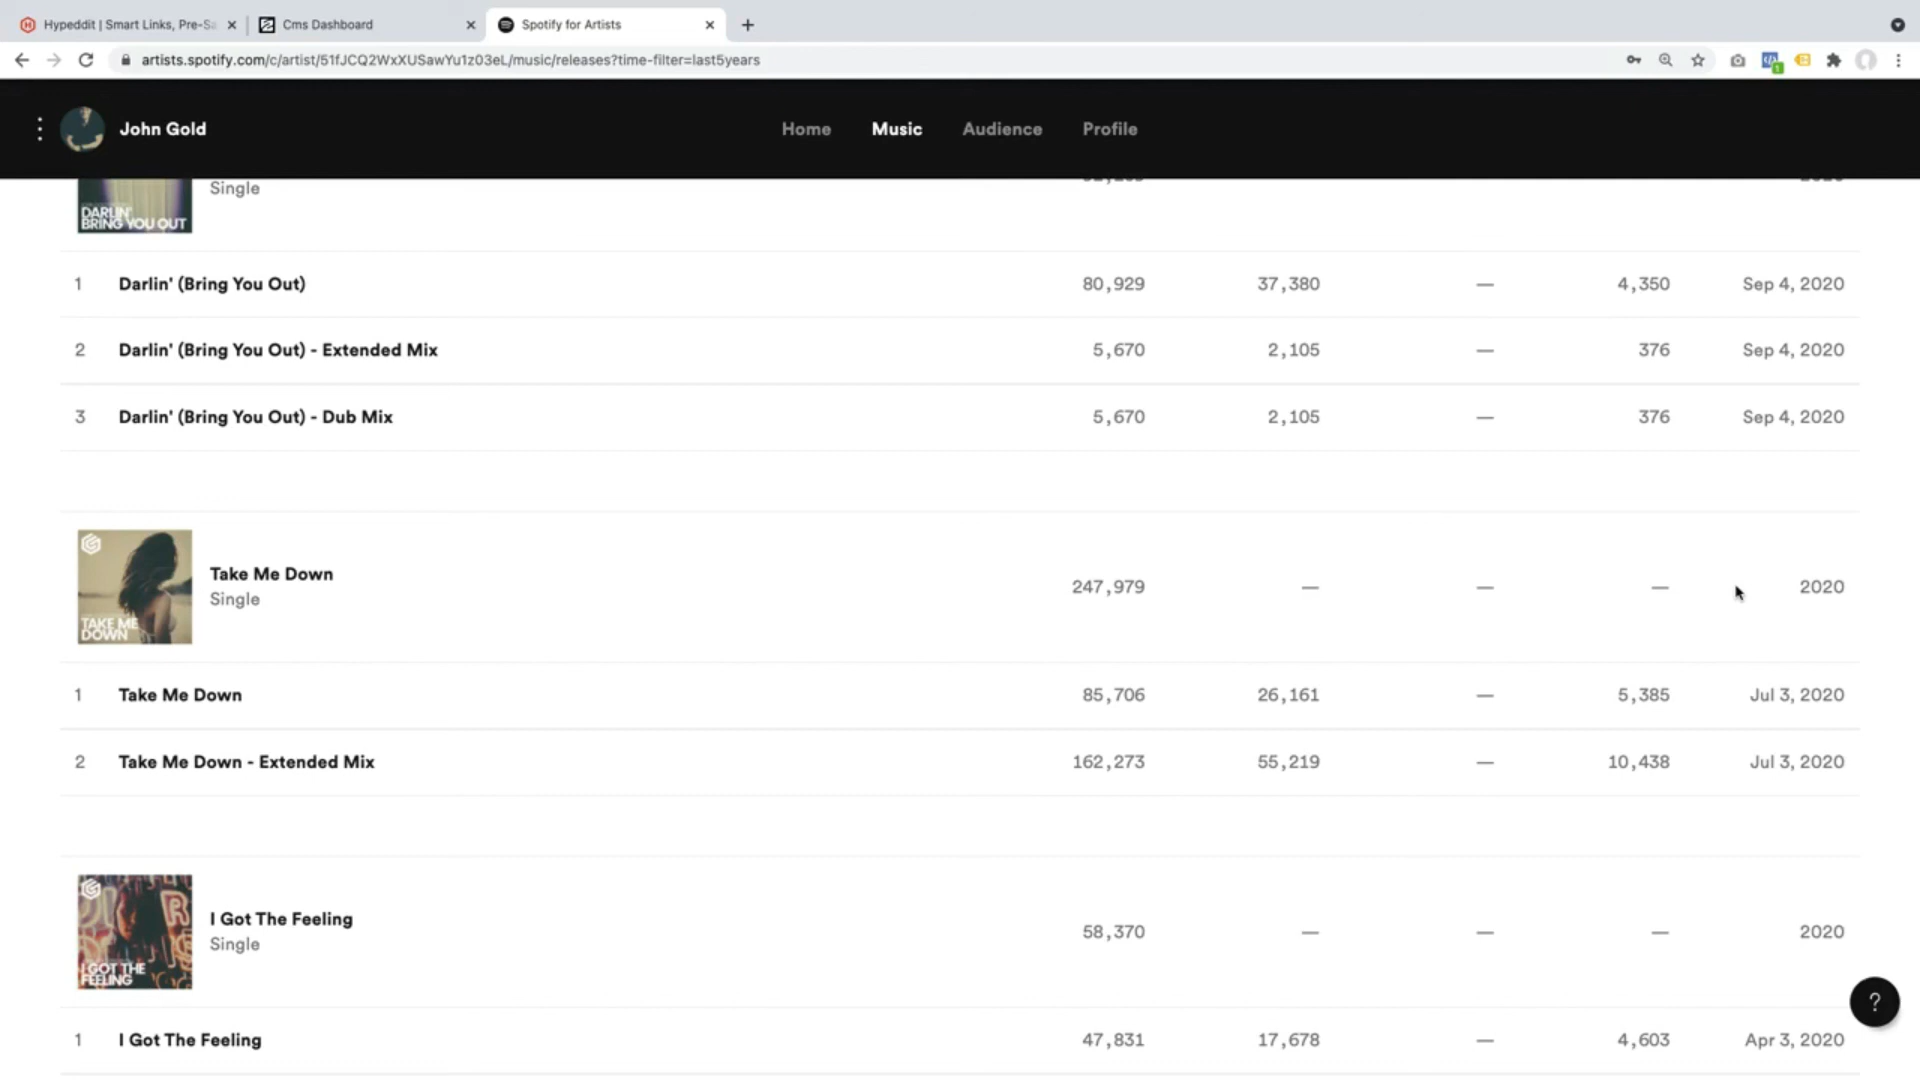 Hypeddit | Smart Links, Pre-Sa
Cms Dashboard
Spotify for Artists
artists.spotify.com/c/artist/51fJCQ2WxXUSawYu1z03eL/music/releases?time-filter=last5years
John Gold
Home Music Audience Profile
DARLIN'
BRING YOU OUT
Single
1 Darlin' (Bring You Out) 80,929 37,380 — 4,350 Sep 4, 2020
2 Darlin' (Bring You Out) - Extended Mix 5,670 2,105 — 376 Sep 4, 2020
3 Darlin' (Bring You Out) - Dub Mix 5,670 2,105 — 376 Sep 4, 2020
TAKE ME
DOWN
Take Me Down 247,979 — — — 2020
Single
1 Take Me Down 85,706 26,161 — 5,385 Jul 3, 2020
2 Take Me Down - Extended Mix 162,273 55,219 — 10,438 Jul 3, 2020
I GOT THE
FEELING
I Got The Feeling 58,370 — — — 2020
Single
1 I Got The Feeling 47,831 17,678 — 4,603 Apr 3, 2020
?